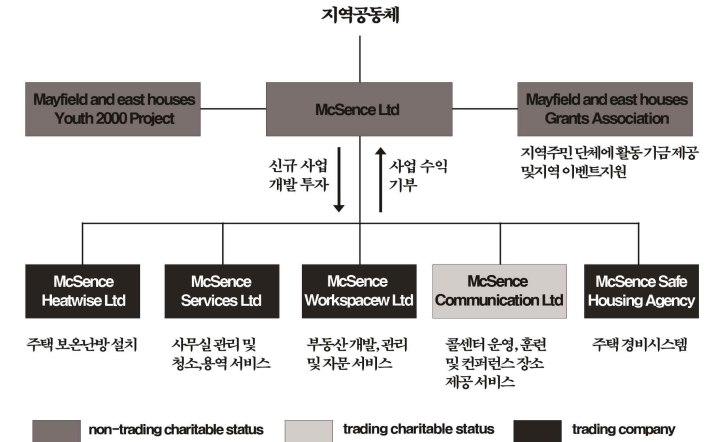 지역공동체
Mayfield and east houses
Youth 2000 Project
McSence Ltd
Mayfield and east houses
Grants Association
지역주민 단체에 활동 기금 제공
및지역 이벤트지원
신규 사업
개발 투자
사업 수익
기부
McSence
Heatwise Ltd
McSence
Services Ltd
McSence
Workspacew Ltd
McSence
Communication Ltd
McSence Safe
Housing Agency
주택 보온난방 설치
사무실 관리 및
청소,용역 서비스
부동산 개발, 관리
및 자문 서비스
콜센터 운영, 훈련
및 컨퍼런스 장소
제공 서비스
주택 경비시스템
non-trading charitable status
trading charitable status
trading company